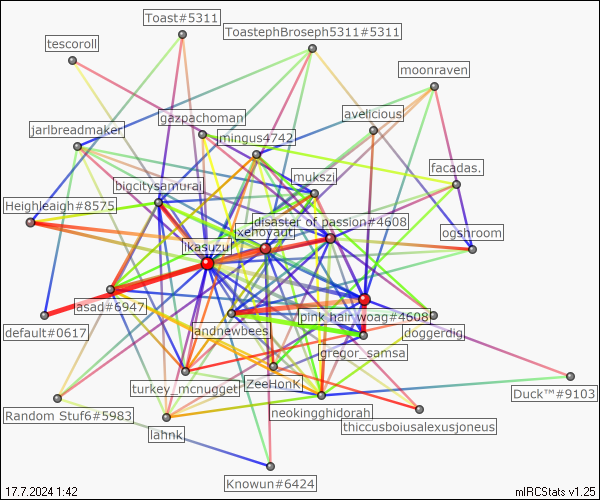 Toast#5311
ToastephBroseph5311#5311
tescoroll
moonraven
gazpachoman
avelicious
jarlbreadmaker
mingus4742
facadas.
mukszi
bigcitysamurai
Heighleaigh#8575
disaster of passion#4608
xehoyagti
ogshroom
ikasuzu
asad#6947
pink hair woag#4608
default#0617
andnewbees
doggerdig
gregor_samsa
turkey_mcnugget
ZeeHonK
Duck™#9103
Random Stuf6#5983
neokingghidorah
thiccusboiusalexusjoneus
lahnk
Knowun#6424
17.7.2024 1:42
mIRCStats v1.25